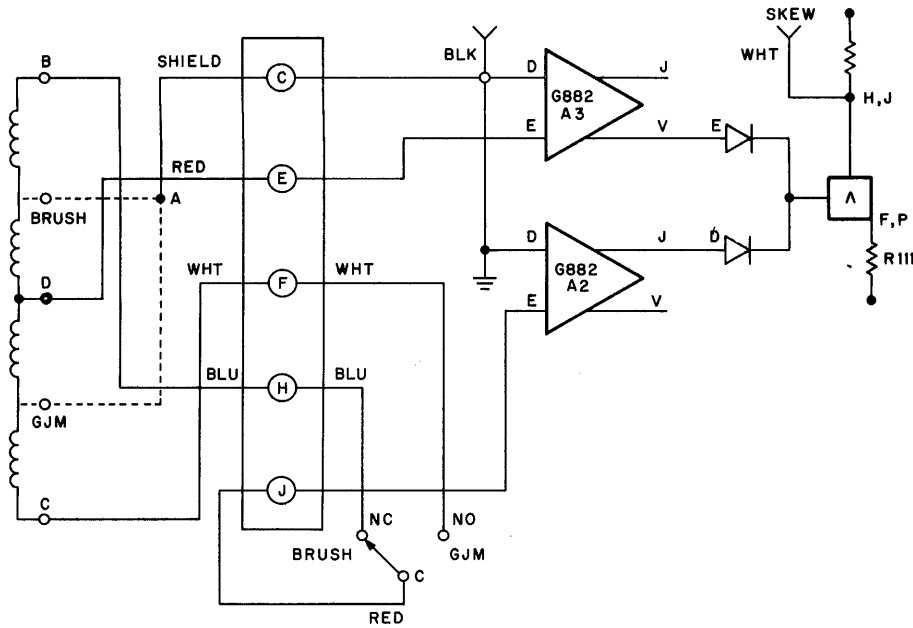 SKEW
B
SHIELD
C
BLK
D
J
WHT
G882
A3
H,J
E
V
E
RED
E
BRUSH
A
Λ
F,P
D
WHT
F
WHT
D
J
D
R111
G882
A2
E
V
BLU
H
BLU
GJM
J
C
NC
NO
BRUSH
GJM
C
RED